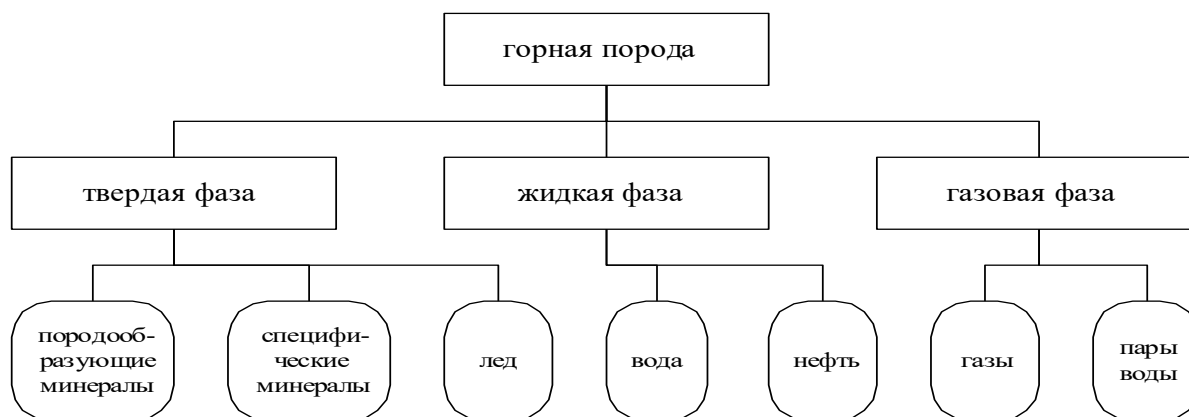 горная порода
твердая фаза
жидкая фаза
газовая фаза
породооб-
разующие
минералы
специфи-
ческие
минералы
лед
вода
нефть
газы
пары
воды